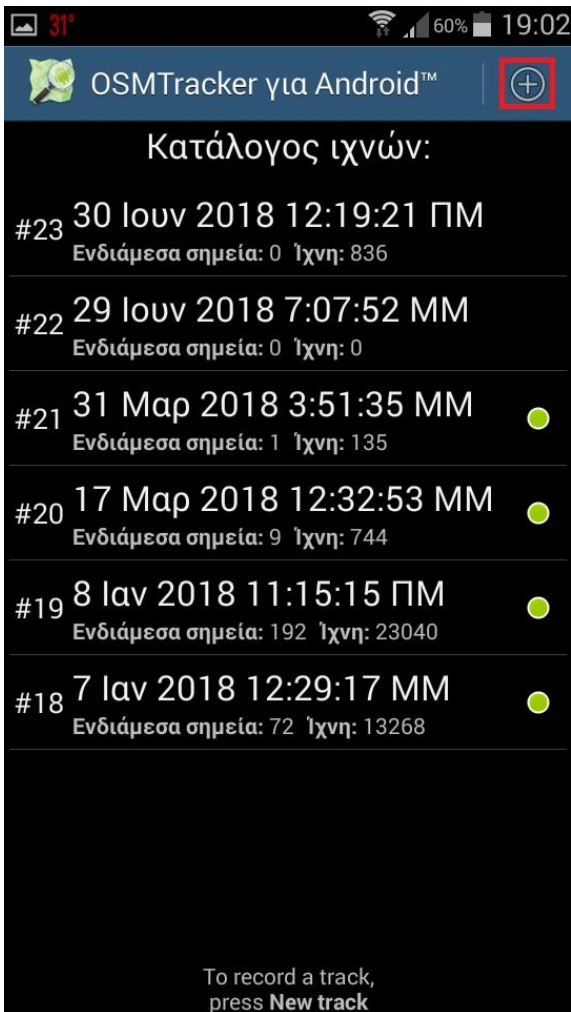 31° 60% 19:02
OSMTracker για Android™
Κατάλογος ιχνών:
#23 30 Ιουν 2018 12:19:21 ΠΜ
Ενδιάμεσα σημεία: 0 Ίχνη: 836
#22 29 Ιουν 2018 7:07:52 ΜΜ
Ενδιάμεσα σημεία: 0 Ίχνη: 0
#21 31 Μαρ 2018 3:51:35 ΜΜ
Ενδιάμεσα σημεία: 1 Ίχνη: 135
#20 17 Μαρ 2018 12:32:53 ΜΜ
Ενδιάμεσα σημεία: 9 Ίχνη: 744
#19 8 Ιαν 2018 11:15:15 ΠΜ
Ενδιάμεσα σημεία: 192 Ίχνη: 23040
#18 7 Ιαν 2018 12:29:17 ΜΜ
Ενδιάμεσα σημεία: 72 Ίχνη: 13268
To record a track,
press New track